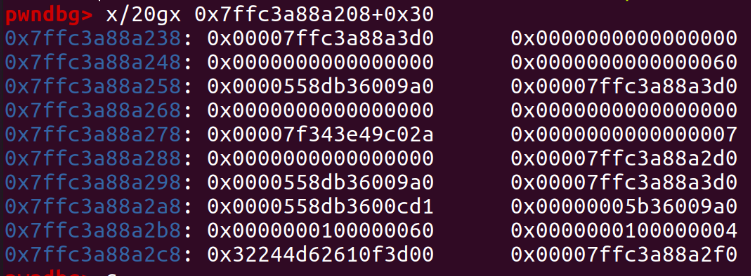 pwndbg> x/20gx 0x7ffc3a88a208+0x30
0x7ffc3a88a238: 0x00007ffc3a88a3d0 0x0000000000000000
0x7ffc3a88a248: 0x0000000000000000 0x0000000000000060
0x7ffc3a88a258: 0x0000558db36009a0 0x00007ffc3a88a3d0
0x7ffc3a88a268: 0x0000000000000000 0x0000000000000000
0x7ffc3a88a278: 0x00007f343e49c02a 0x0000000000000007
0x7ffc3a88a288: 0x0000000000000000 0x00007ffc3a88a2d0
0x7ffc3a88a298: 0x0000558db36009a0 0x00007ffc3a88a3d0
0x7ffc3a88a2a8: 0x0000558db3600cd1 0x00000005b36009a0
0x7ffc3a88a2b8: 0x0000000100000060 0x0000000100000004
0x7ffc3a88a2c8: 0x32244d62610f3d00 0x00007ffc3a88a2f0